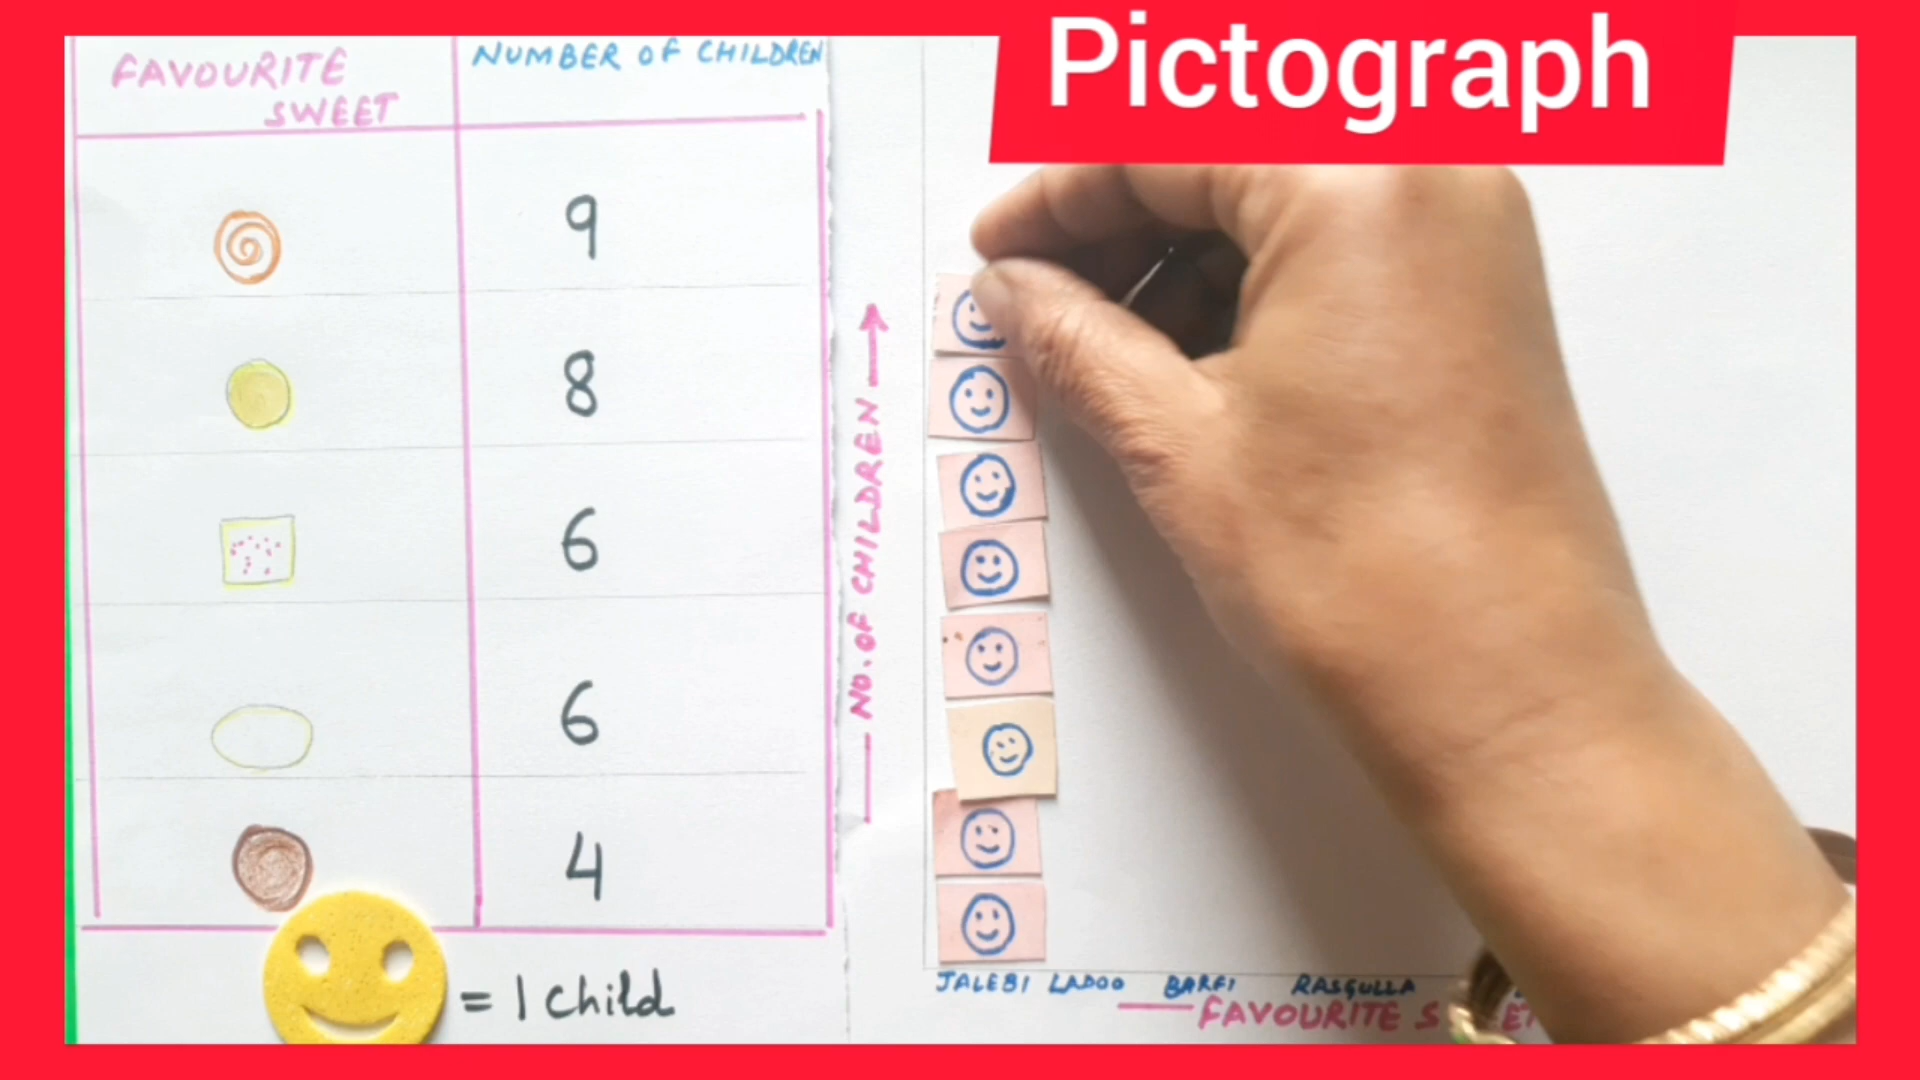 Pictograph
FAVOURITE
SWEET
NUMBER OF CHILDREN
9
8
6
6
4
= 1 Child
NO. OF CHILDREN
JALEBI LADOO BARFI RASGULLA
FAVOURITE